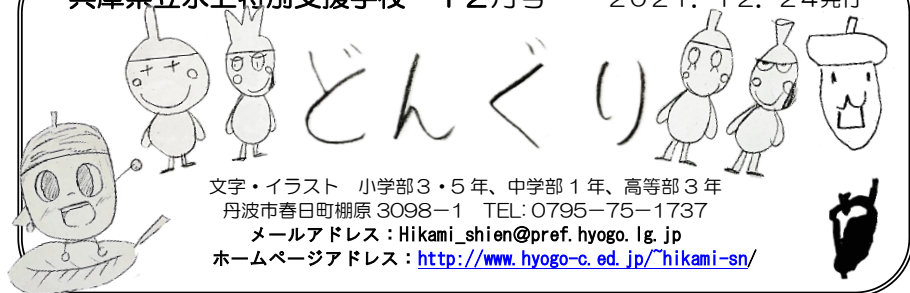 兵庫県立氷上特別支援学校　12月号　2021．12．24発行
どんぐり
文字・イラスト　小学部3・5年、中学部1年、高等部3年
丹波市春日町棚原3098－1　TEL:0795－75－1737
メールアドレス：Hikami_shien@pref.hyogo.lg.jp
ホームページアドレス：http://www.hyogo-c.ed.jp/~hikami-sn/